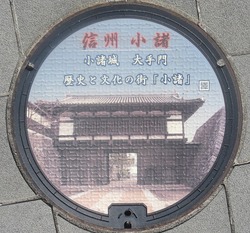 信州 小諸
小諸城 大手門
歴史と文化の街「小諸」